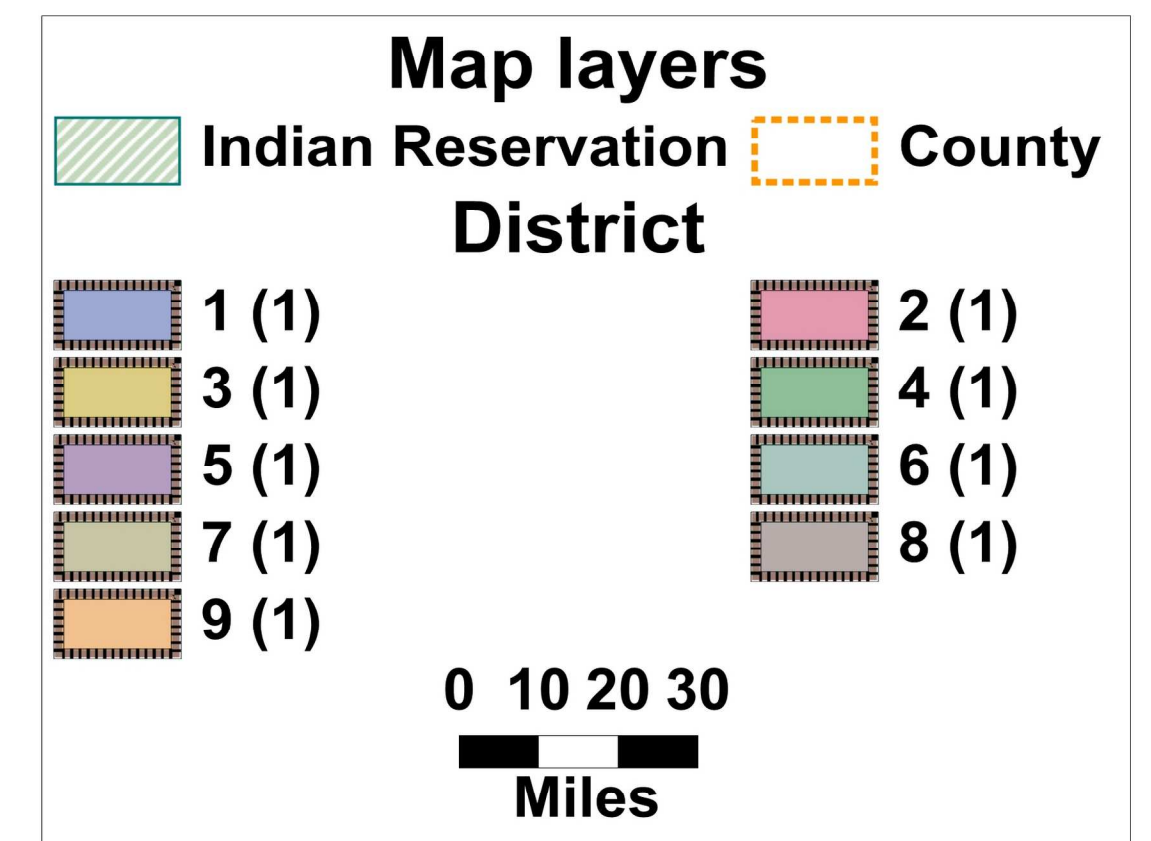 Map layers
Indian Reservation County
District
1 (1) 2 (1)
3 (1) 4 (1)
5 (1) 6 (1)
7 (1) 8 (1)
9 (1)
0 10 20 30
Miles